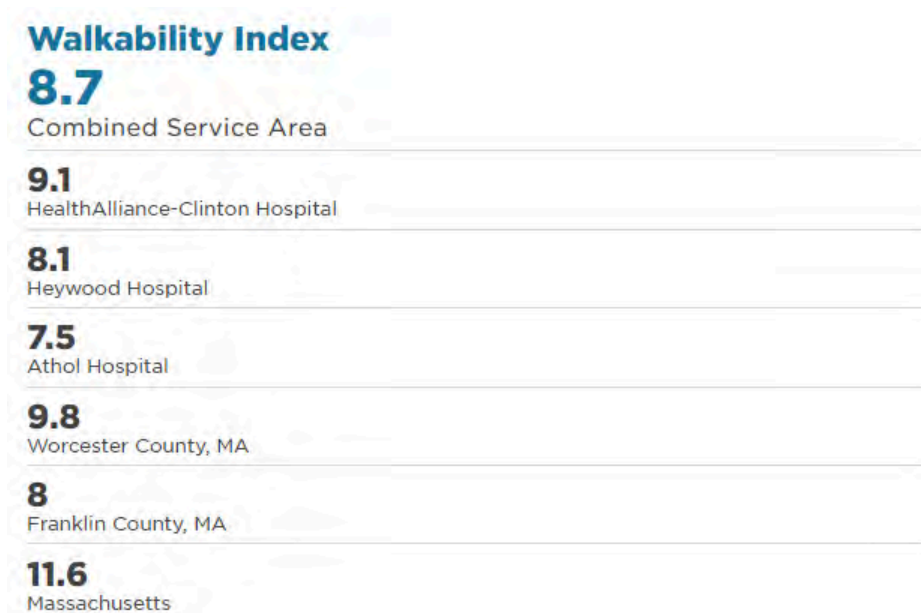 Walkability Index
8.7
Combined Service Area
9.1
HealthAlliance-Clinton Hospital
8.1
Heywood Hospital
7.5
Athol Hospital
9.8
Worcester County, MA
8
Franklin County, MA
11.6
Massachusetts